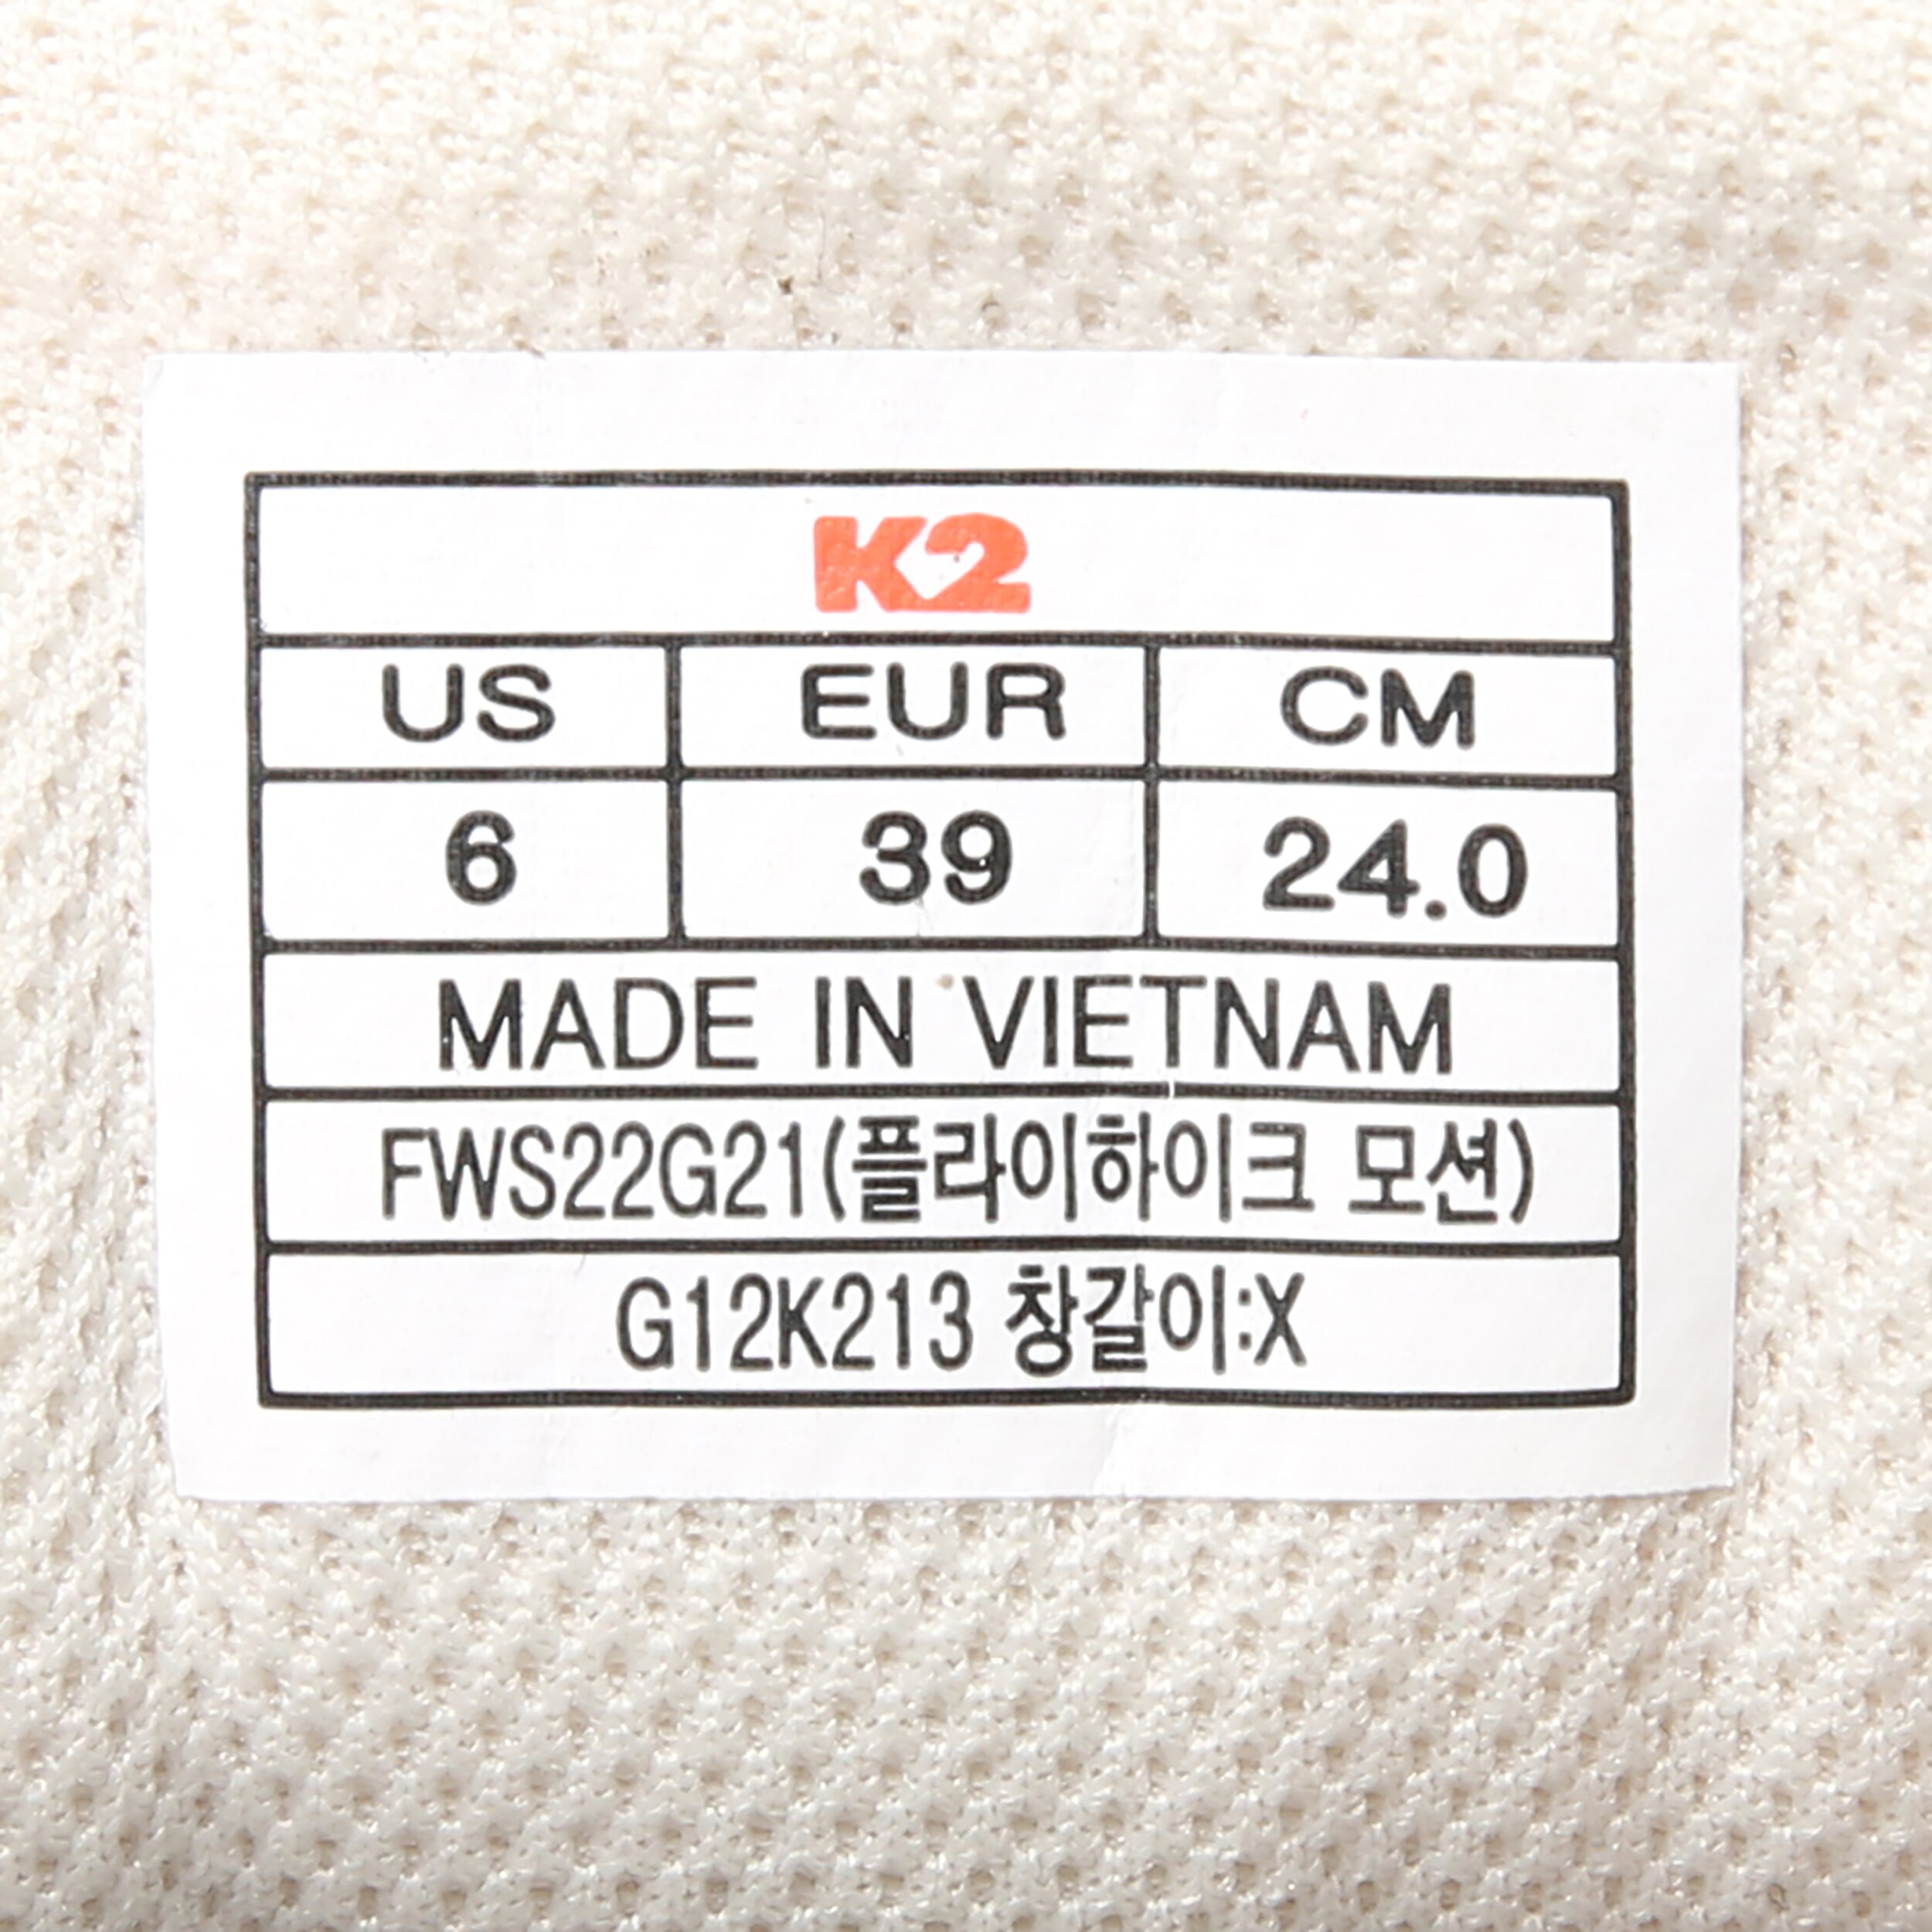 K2
US EUR CM
6 39 24.0
MADE IN VIETNAM
FWS22G21(플라이하이크 모션)
G12K213 창갈이:X